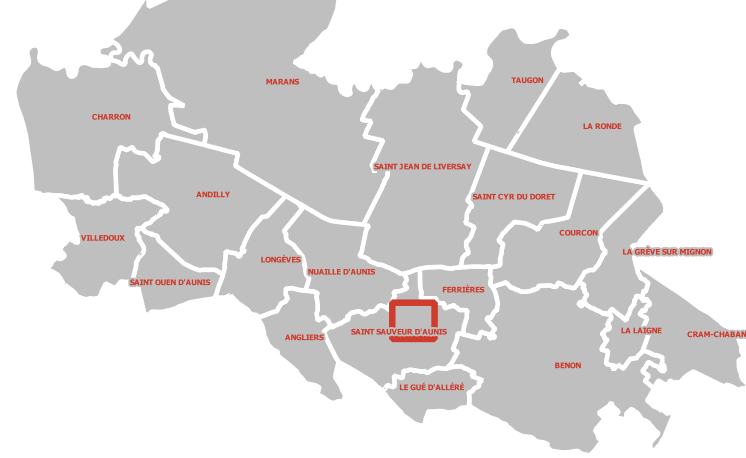 TAUGON
MARANS
CHARRON
LA RONDE
SAINT JEAN DE LIVERSAY
ANDILLY
SAINT CYR DU DORET
COURCON
VILLEDOUX
LA GRÊVE SUR MIGNON
LONGÈVES
NUAILLE D'AUNIS
SAINT OUEN D'AUNIS
FERRIÈRES
SAINT SAUVEUR D'AUNIS
LA LAIGNE
CRAM-CHABAN
ANGLIERS
BENON
LE GUÉ D'ALLÉRÉ